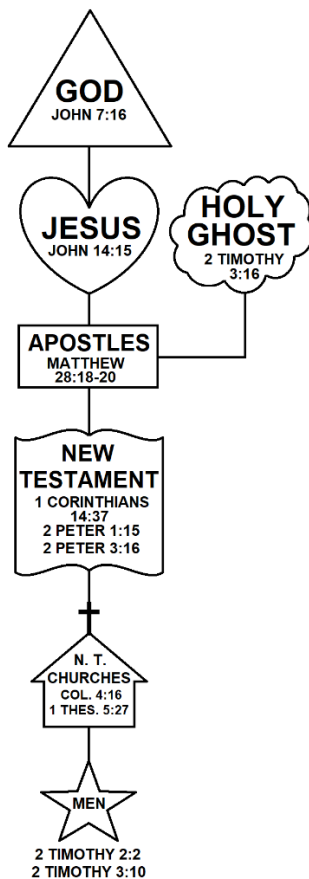 GOD
JOHN 7:16
JESUS
JOHN 14:15
HOLY
GHOST
2 TIMOTHY
3:16
APOSTLES
MATTHEW
28:18-20
NEW
TESTAMENT
1 CORINTHIANS
14:37
2 PETER 1:15
2 PETER 3:16
N. T.
CHURCHES
COL. 4:16
1 THES. 5:27
MEN
2 TIMOTHY 2:2
2 TIMOTHY 3:10